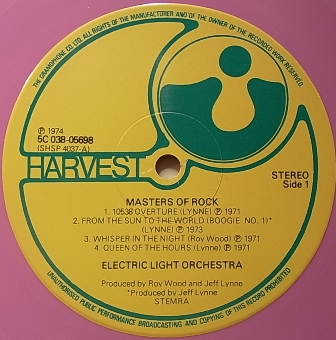 THE GRAMOPHONE CO LTD. ALL RIGHTS OF THE MANUFACTURER AND OF THE OWNER OF THE RECORDED WORK RESERVED.
℗ 1974
5C 038-05698
(SHSP 4037-A)
HARVEST
STEREO
Side 1
MASTERS OF ROCK
1. 10538 OVERTURE (LYNNE) ℗ 1971
2. FROM THE SUN TO THE WORLD (BOOGIE NO. 1)*
(LYNNE) ℗ 1973
3. WHISPER IN THE NIGHT (Roy Wood) ℗ 1971
4. QUEEN OF THE HOURS (Lynne) ℗ 1971
ELECTRIC LIGHT ORCHESTRA
Produced by Roy Wood and Jeff Lynne
*Produced by Jeff Lynne
STEMRA
UNAUTHORISED PUBLIC PERFORMANCE BROADCASTING AND COPYING OF THIS RECORD PROHIBITED